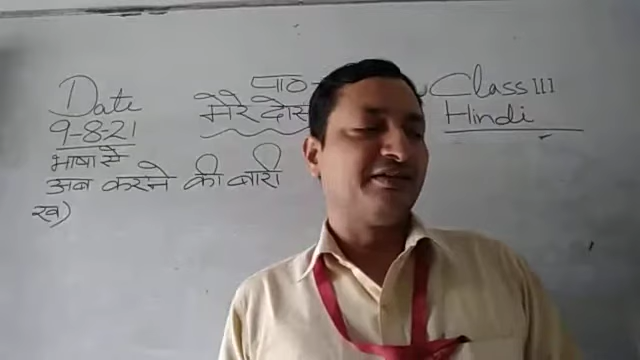 Date
9-8-21
पाठ -
मेरे दोस
Class III
Hindi
भाषा से
अब करने की बारी
ख)